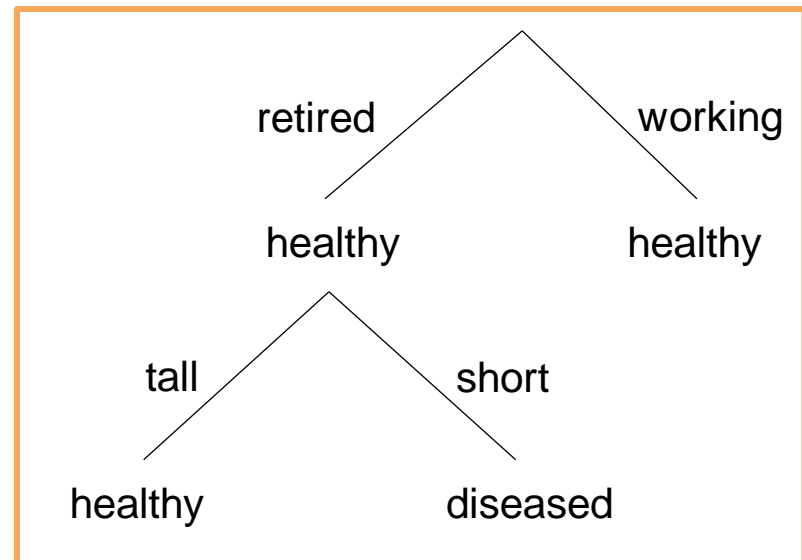 retired working
healthy healthy
tall short
healthy diseased